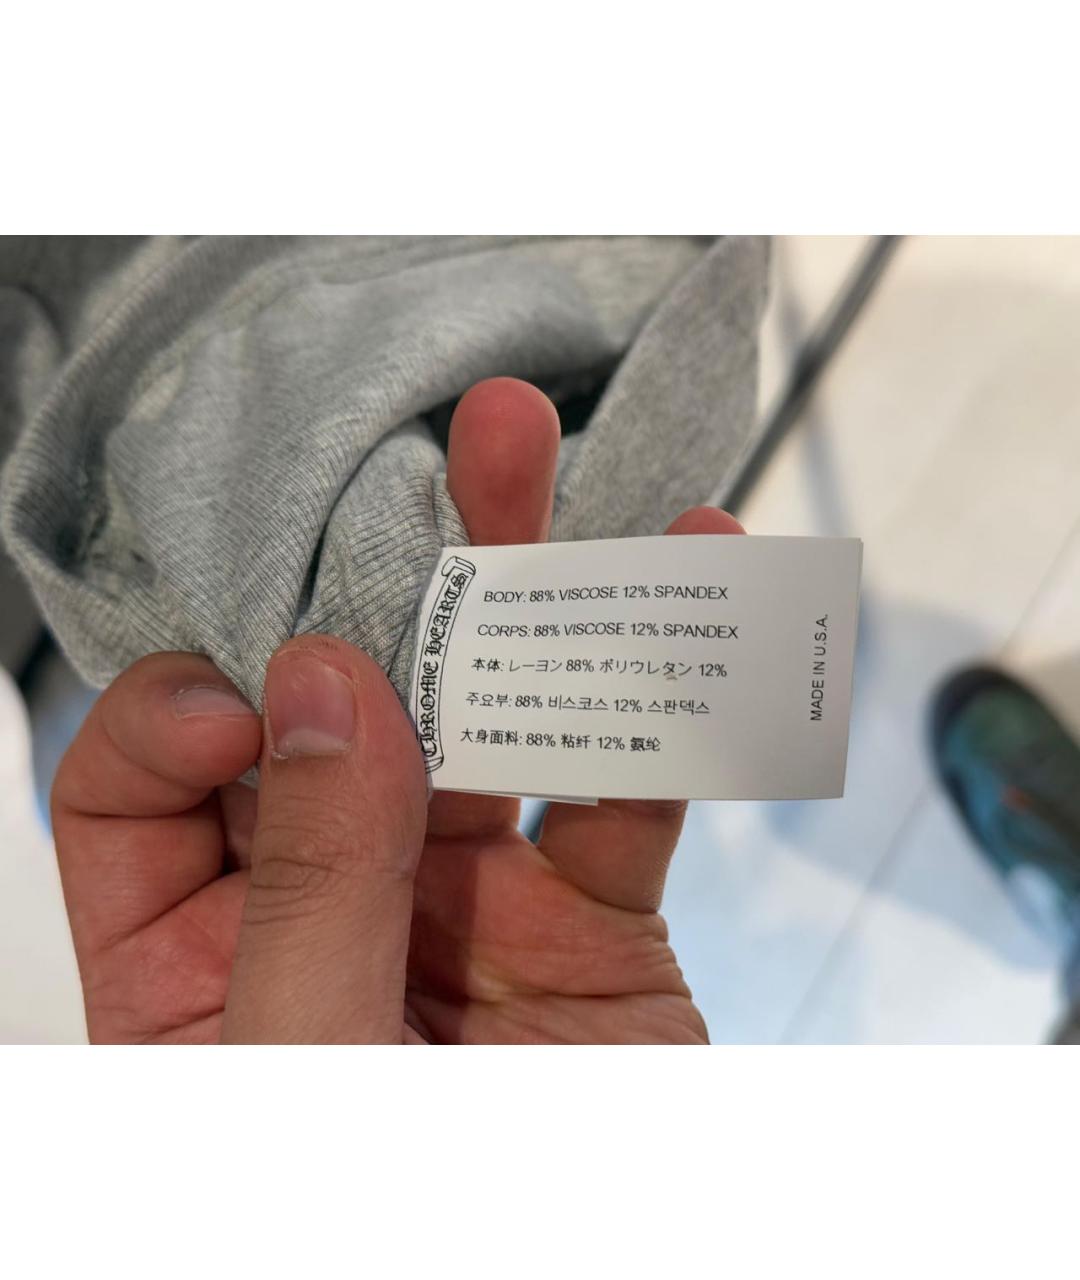 CHROME HEARTS
BODY: 88% VISCOSE 12% SPANDEX
CORPS: 88% VISCOSE 12% SPANDEX
本体: レーヨン 88% ポリウレタン 12%
주요부: 88% 비스코스 12% 스판덱스
大身面料: 88% 粘纤 12% 氨纶
MADE IN U.S.A.